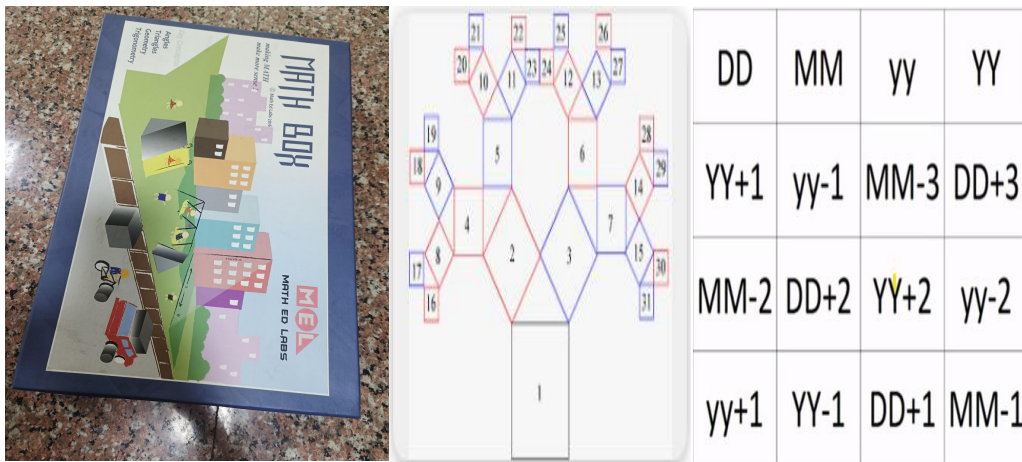 MATH BOX
making MATH
make more sense!
Angles
Triangles
Geometry
Trigonometry
MEL
MATH ED LABS
21 22 25 26
20 10 11 23 24 12 13 27
19 5 6 28
18 9 14 29
4 7
8 2 3 15
17 30
16 31
1
DD MM yy YY
YY+1 yy-1 MM-3 DD+3
MM-2 DD+2 YY+2 yy-2
yy+1 YY-1 DD+1 MM-1